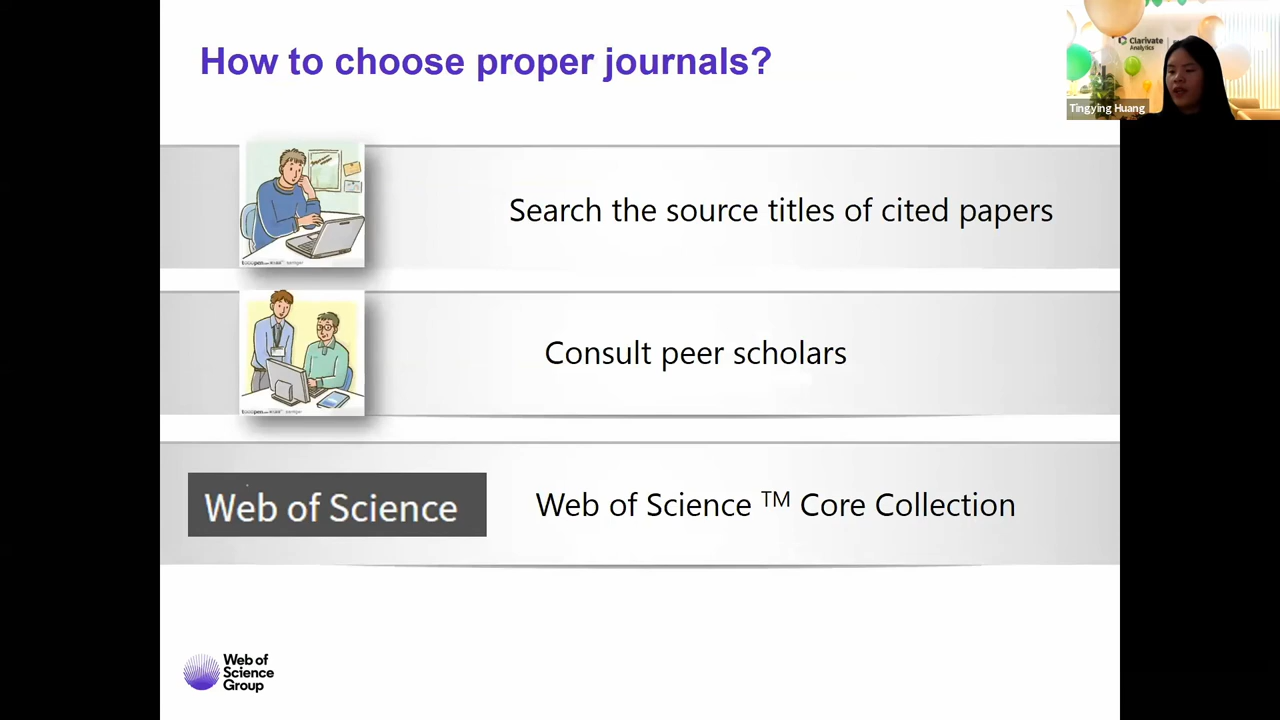 How to choose proper journals?
Clarivate
Analytics
Tingying Huang
Search the source titles of cited papers
Consult peer scholars
Web of Science
Web of Science ™ Core Collection
Web of
Science
Group